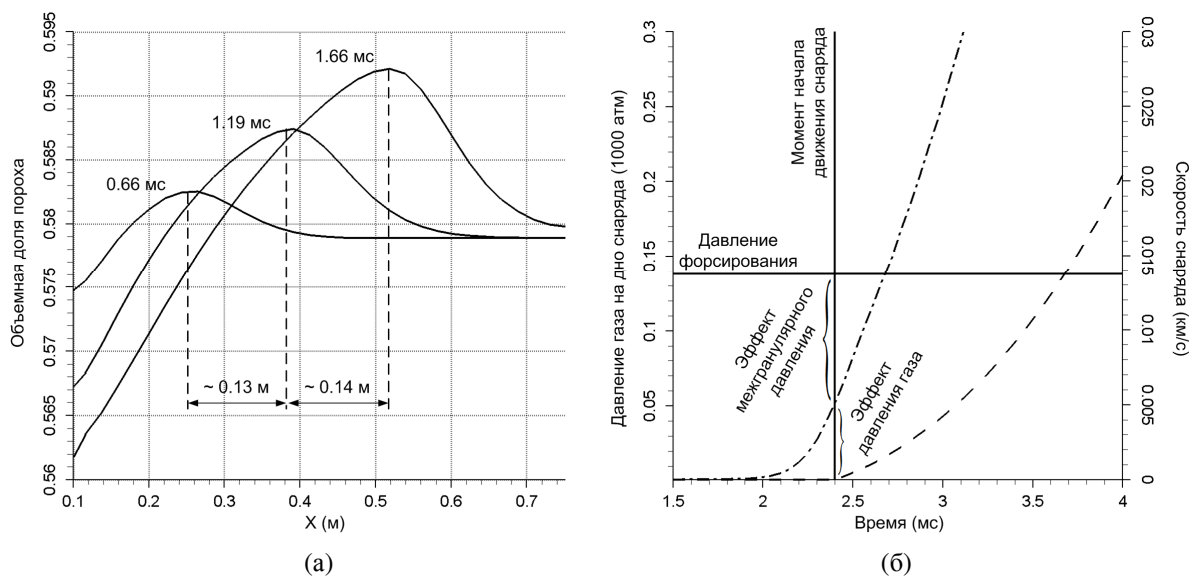 0.595
0.59
0.585
0.58
0.575
0.57
0.565
0.56
Объемная доля пороха
1.66 мс
1.19 мс
0.66 мс
~ 0.13 м
~ 0.14 м
0.1
0.2
0.3
0.4
0.5
0.6
0.7
X (м)
(а)
0.3
0.25
0.2
0.15
0.1
0.05
Давление газа на дно снаряда (1000 атм)
Момент начала
движения снаряда
Давление
форсирования
Эффект
межгранулярного
давления
Эффект
давления газа
0.03
0.025
0.02
0.015
0.01
0.005
0
Скорость снаряда (км/с)
1.5
2
2.5
3
3.5
4
Время (мс)
(б)